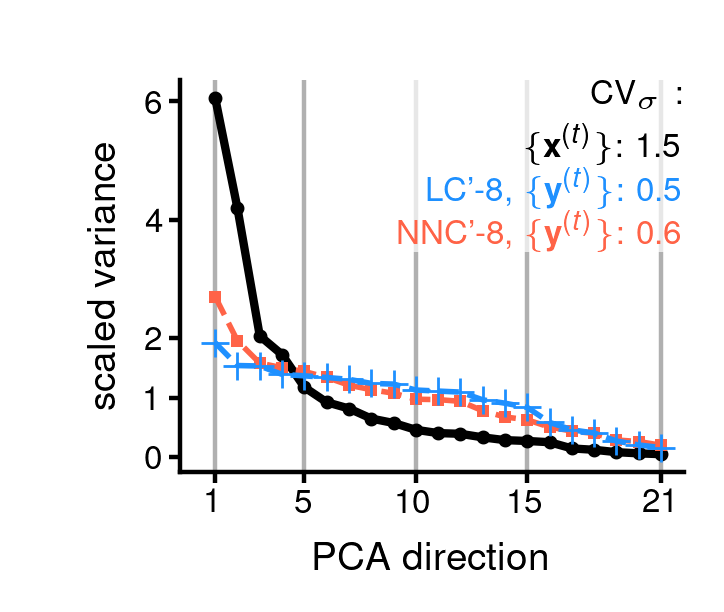 CVσ :
{x(t)}: 1.5
LC'-8, {y(t)}: 0.5
NNC'-8, {y(t)}: 0.6
scaled variance
6
4
2
1
0
1 5 10 15 21
PCA direction